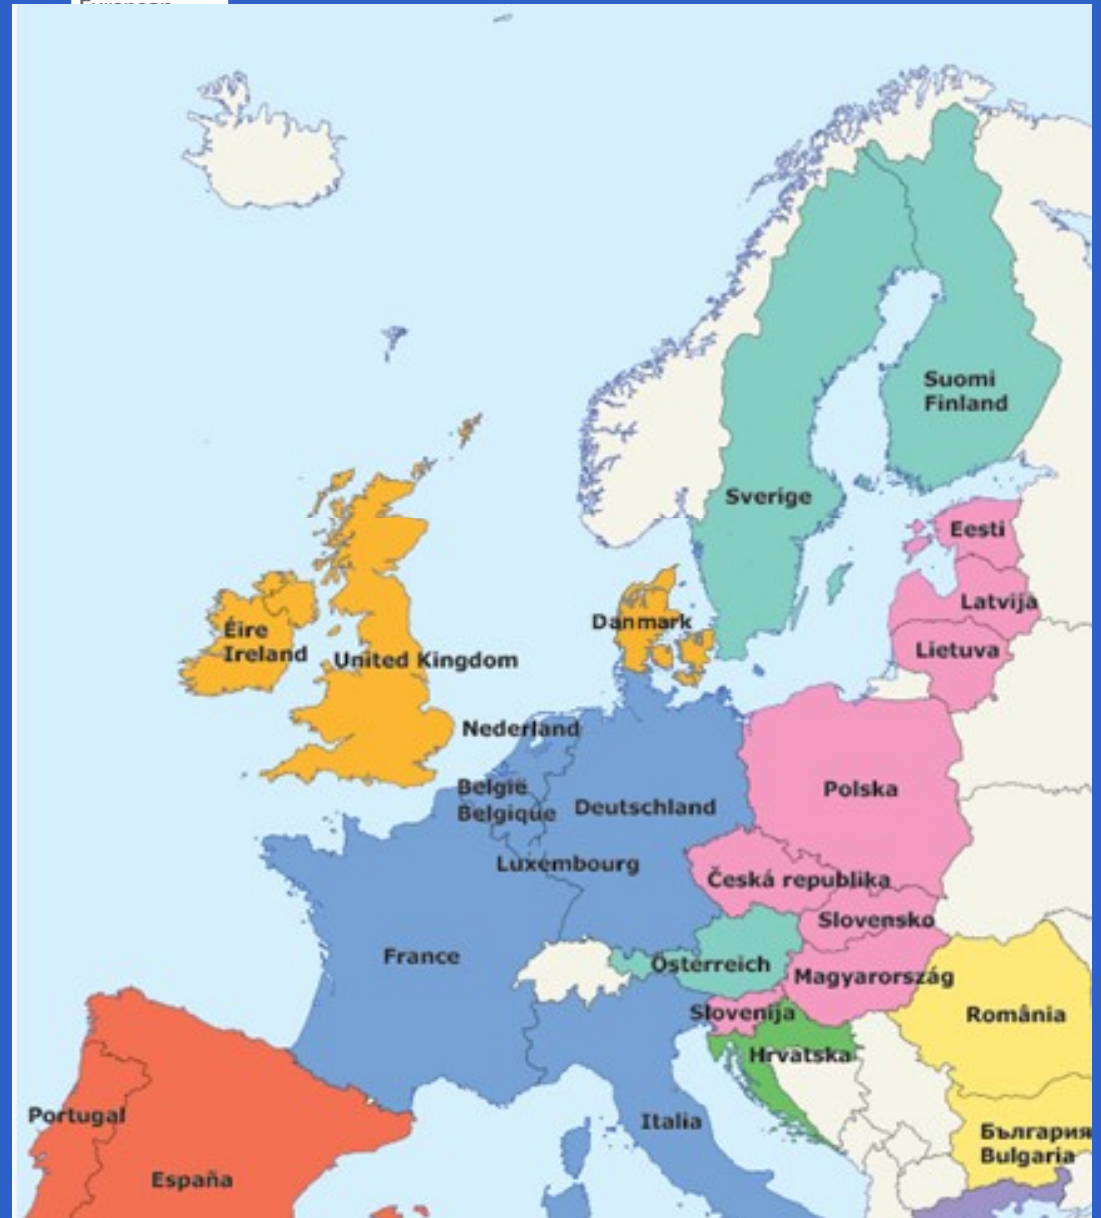 Suomi
Finland
Sverige
Eesti
Latvija
Danmark
Éire
Ireland
Lietuva
United Kingdom
Nederland
België
Belgique
Deutschland
Polska
Luxembourg
Česká republika
Slovensko
France
Österreich
Magyarország
Slovenija
România
Hrvatska
Portugal
Italia
България
Bulgaria
España